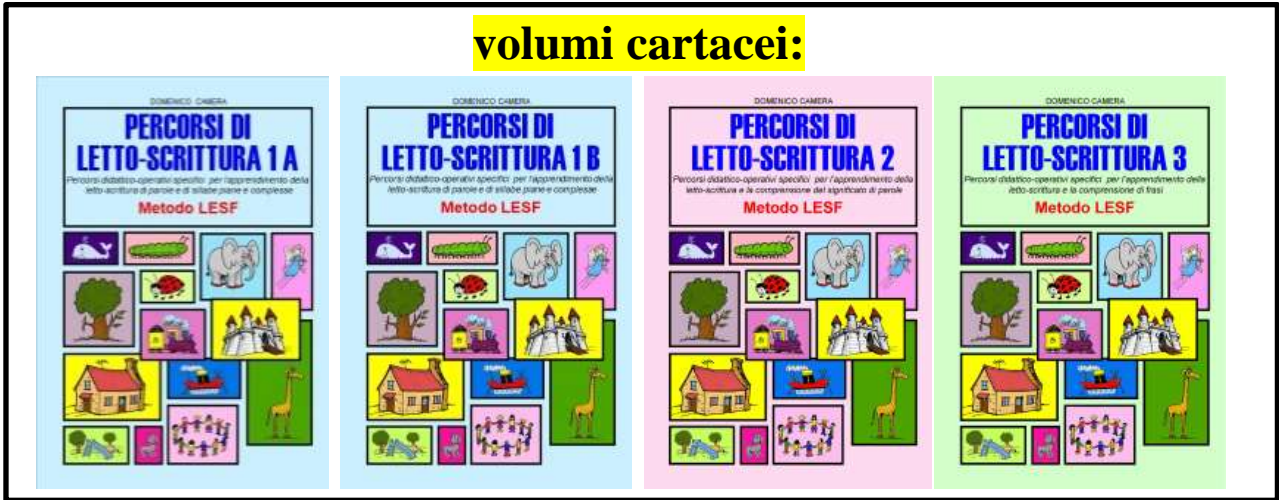 volumi cartacei:
DOMENICO CAMERA
PERCORSI DI
LETTO-SCRITTURA 1 A
Percorsi didattico-operativi specifici per l'apprendimento della
letto-scrittura di parole e di sillabe piane e complesse
Metodo LESF
DOMENICO CAMERA
PERCORSI DI
LETTO-SCRITTURA 1 B
Percorsi didattico-operativi specifici per l'apprendimento della
letto-scrittura di parole e di sillabe piane e complesse
Metodo LESF
DOMENICO CAMERA
PERCORSI DI
LETTO-SCRITTURA 2
Percorsi didattico-operativi specifici per l'apprendimento della
letto-scrittura e la comprensione del significato di parole
Metodo LESF
DOMENICO CAMERA
PERCORSI DI
LETTO-SCRITTURA 3
Percorsi didattico-operativi specifici per l'apprendimento della
letto-scrittura e la comprensione di frasi
Metodo LESF